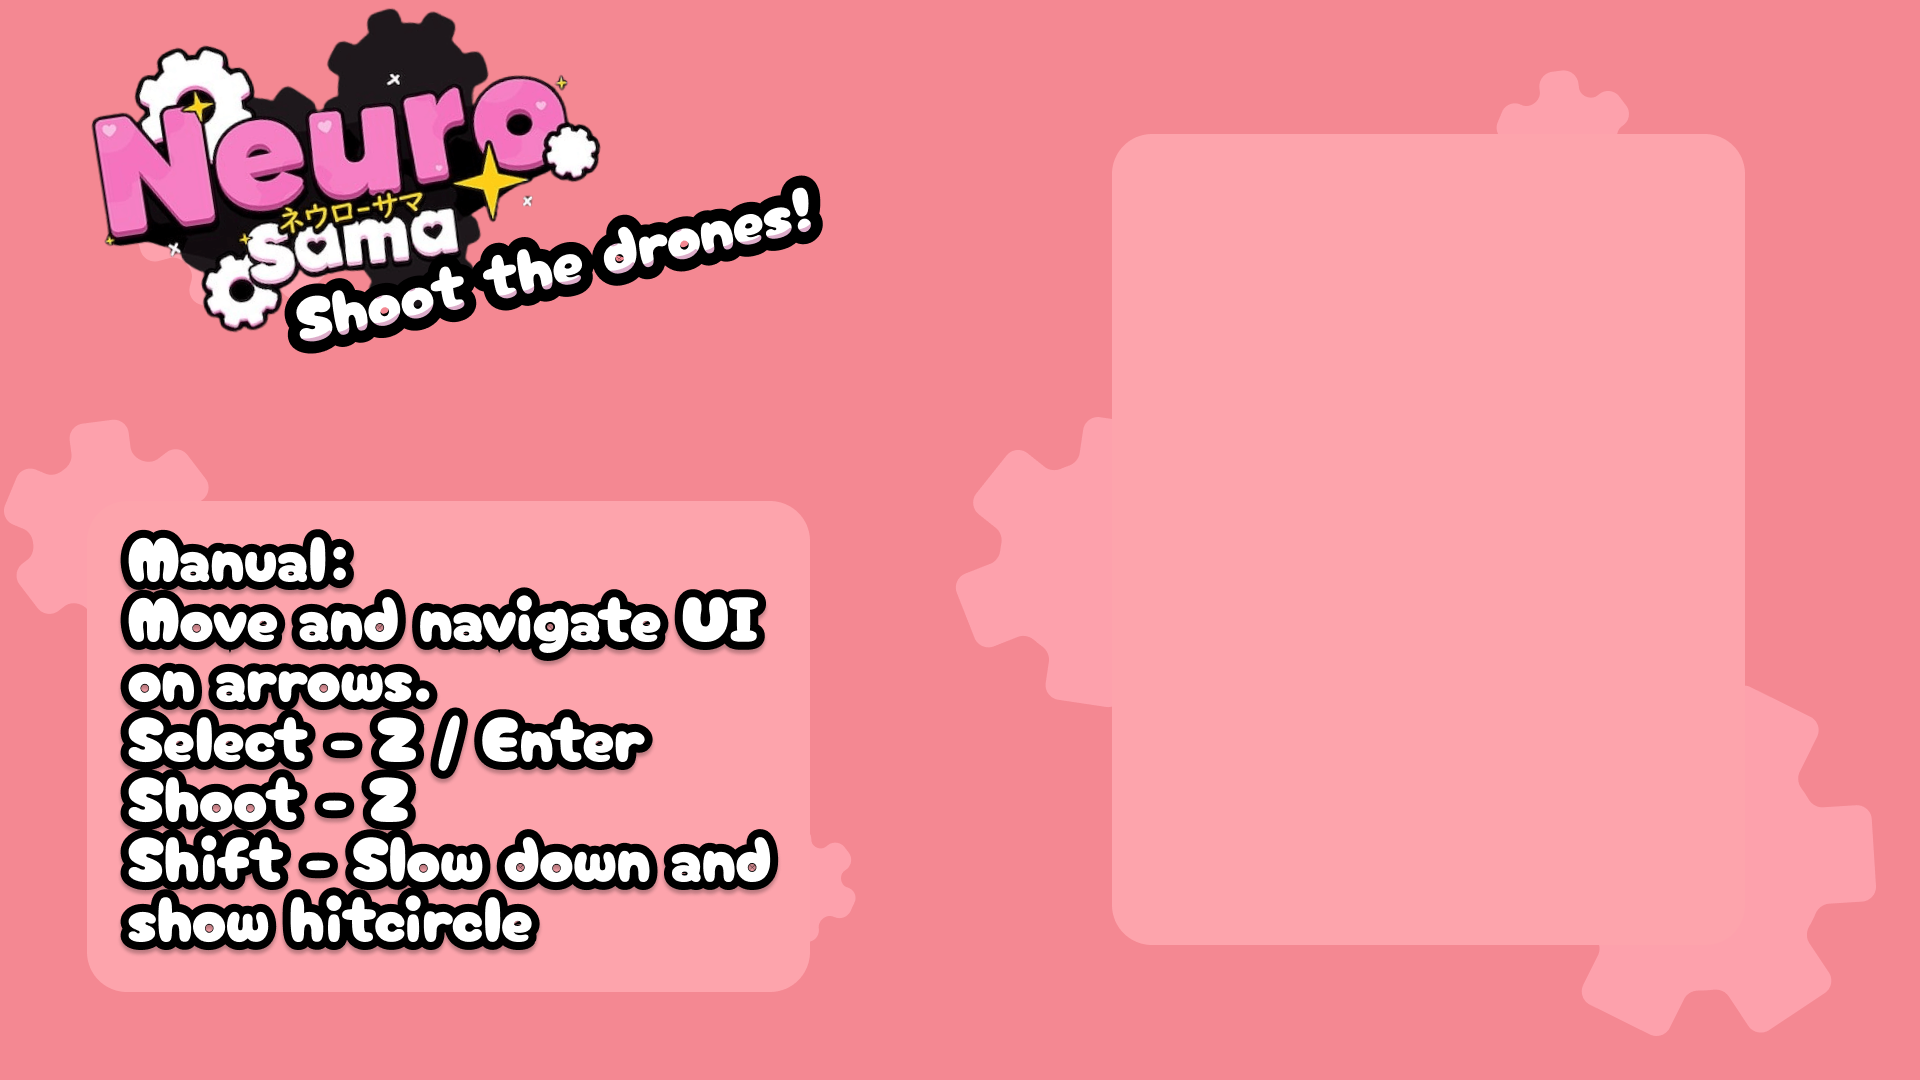 Neuro
ネウローサマ
Sama
Shoot the drones!
Manual:
Move and navigate UI
on arrows.
Select - Z / Enter
Shoot - Z
Shift - Slow down and
show hitcircle